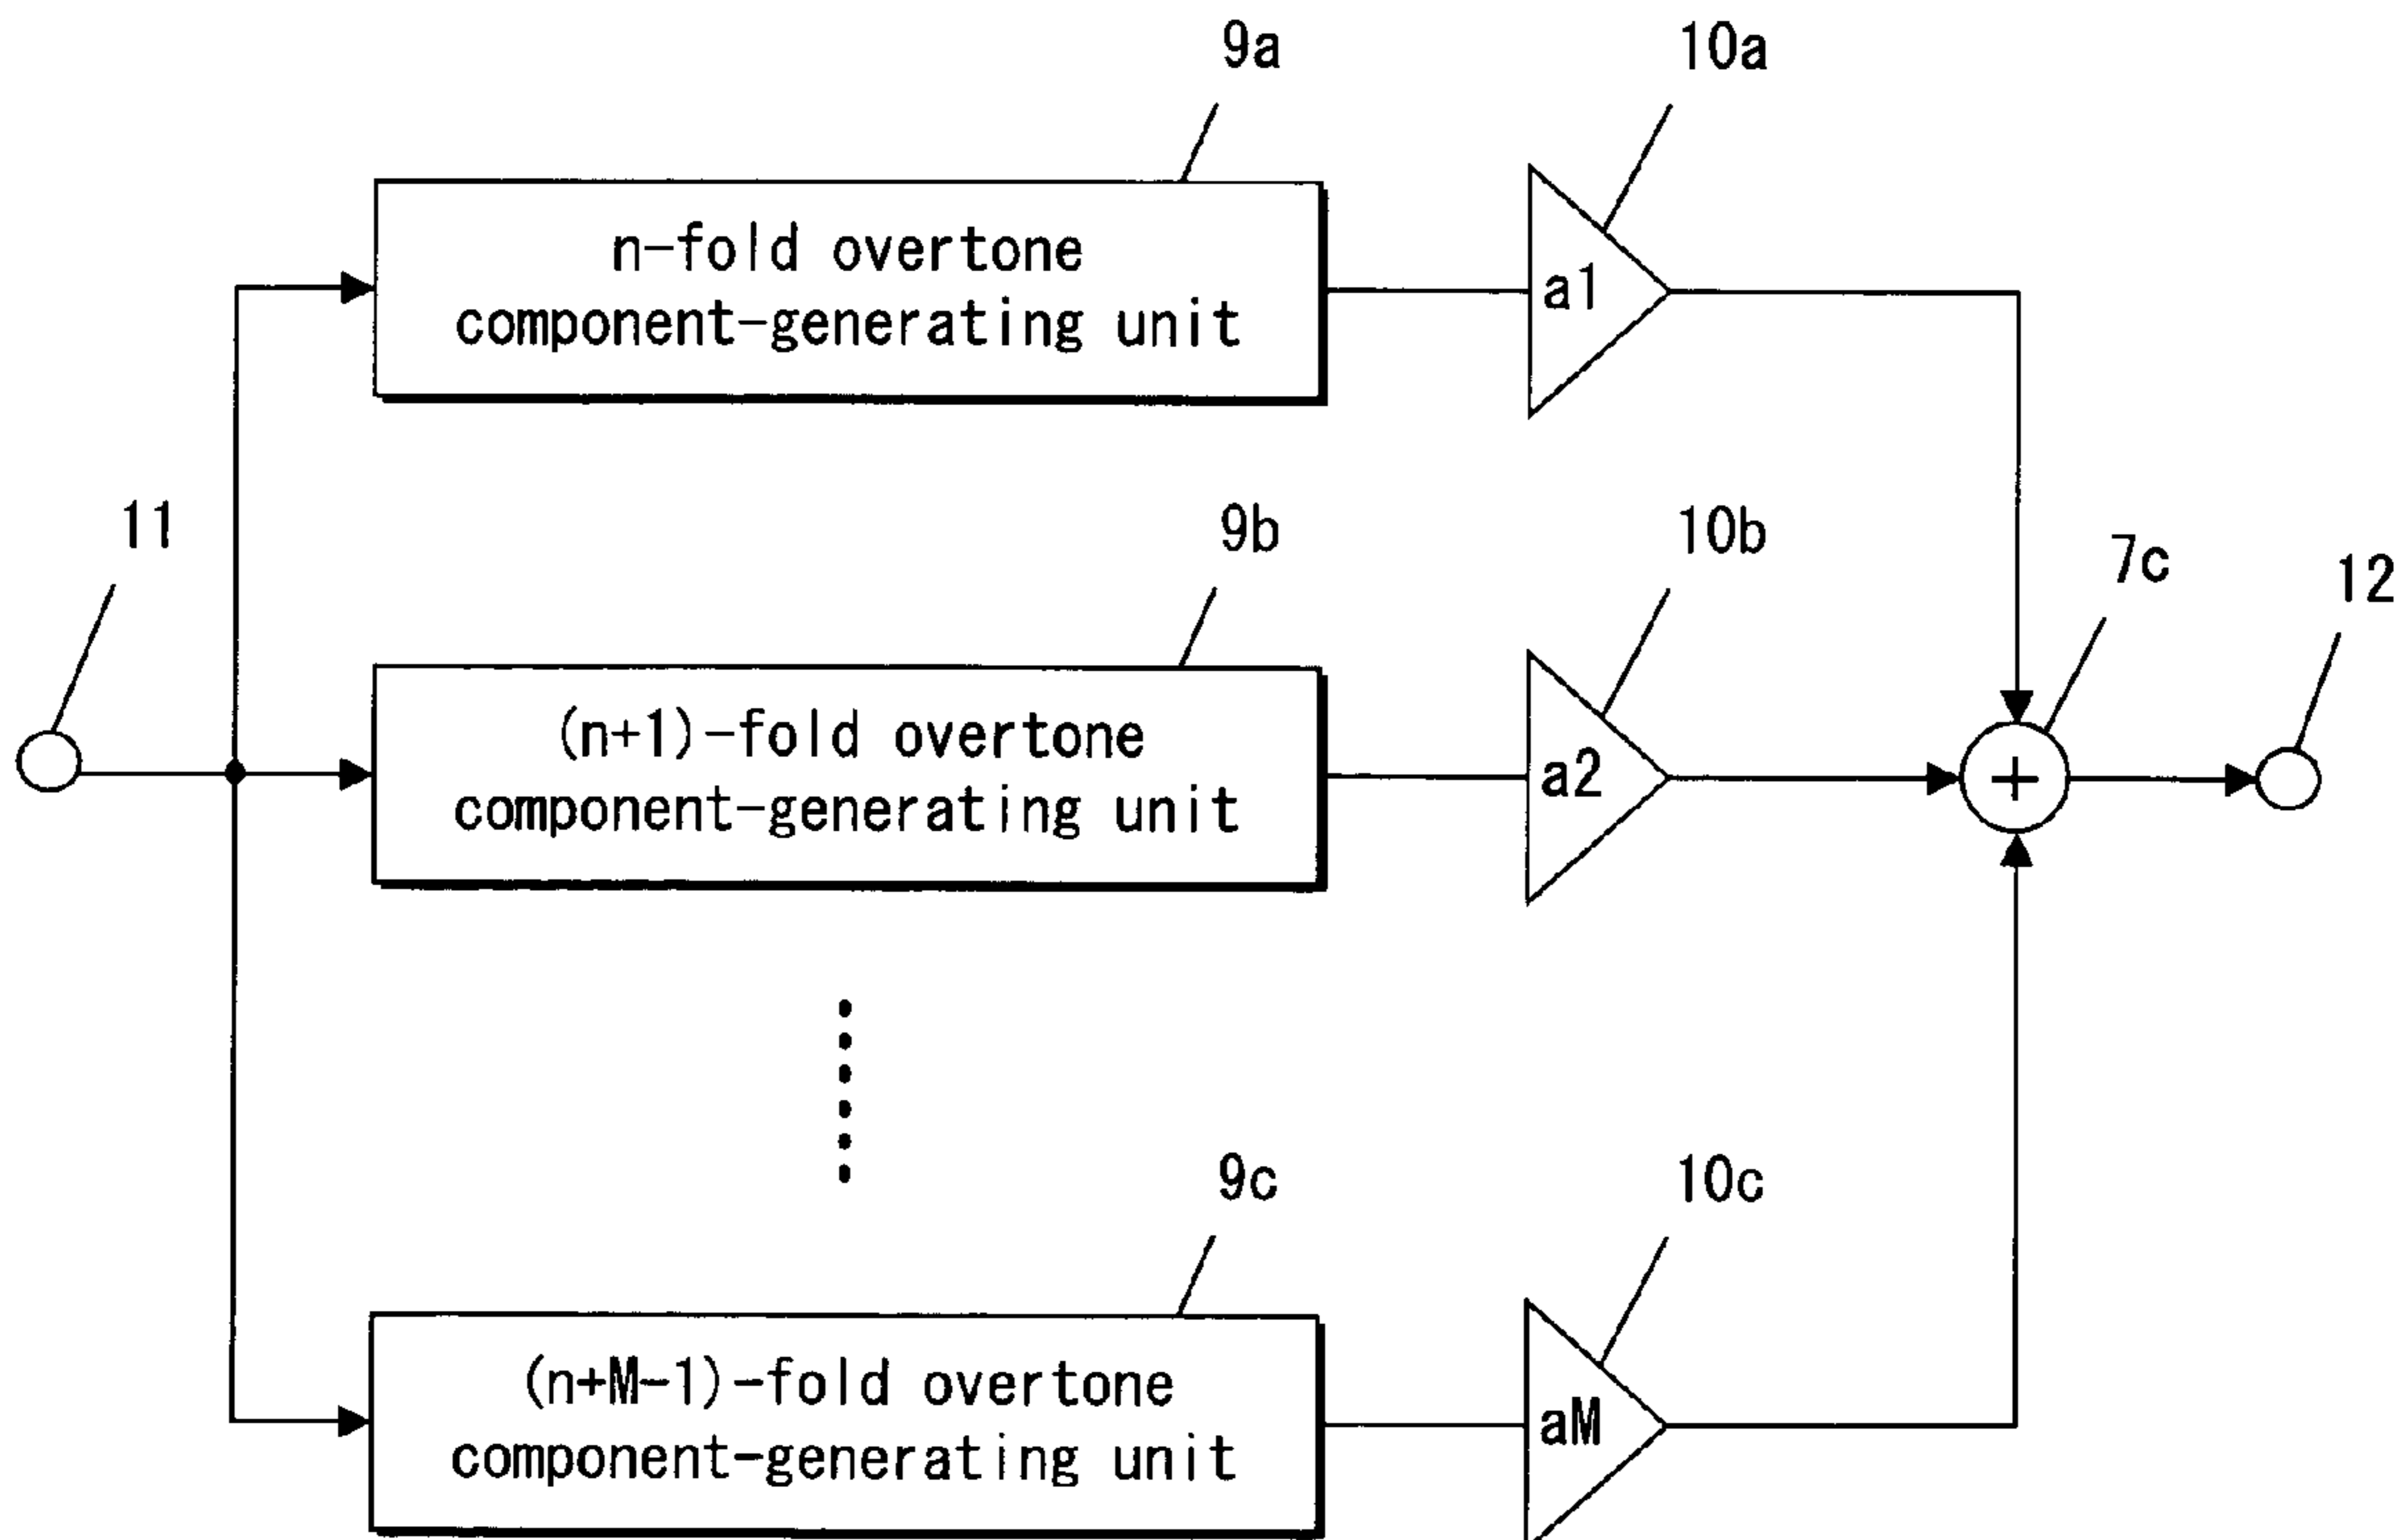 9a
10a
n-fold overtone
component-generating unit
a1
11
9b
10b
7c
12
(n+1)-fold overtone
component-generating unit
a2
+
9c
10c
(n+M-1)-fold overtone
component-generating unit
aM